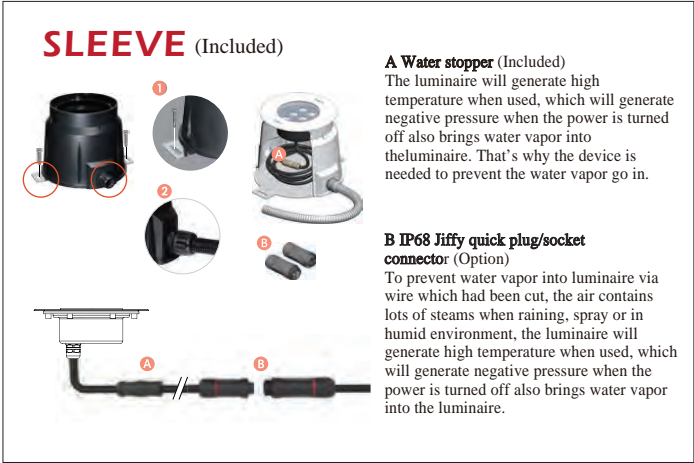 SLEEVE (Included)
1
A
2
B
A
B
A Water stopper (Included)
The luminaire will generate high
temperature when used, which will generate
negative pressure when the power is turned
off also brings water vapor into
theluminaire. That's why the device is
needed to prevent the water vapor go in.
B IP68 Jiffy quick plug/socket
connector (Option)
To prevent water vapor into luminaire via
wire which had been cut, the air contains
lots of steams when raining, spray or in
humid environment, the luminaire will
generate high temperature when used, which
will generate negative pressure when the
power is turned off also brings water vapor
into the luminaire.